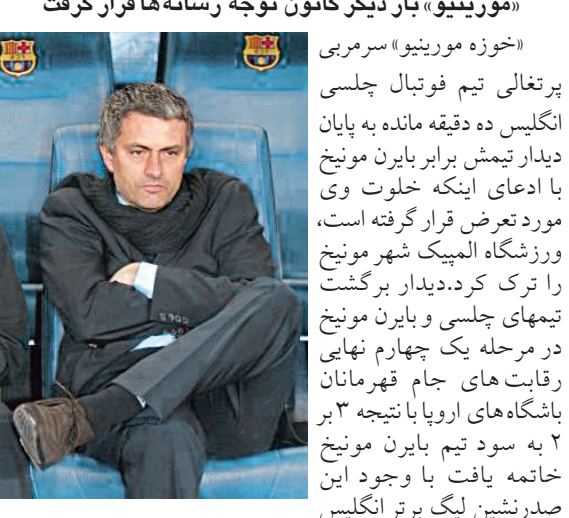 «مورینیو» بار دیگر کانون توجه رسانه‌ها قرار گرفت
«خوزه مورینیو» سرمربی
پرتغالی تیم فوتبال چلسی
انگلیس ده دقیقه مانده به پایان
دیدار تیمش برابر بایرن مونیخ
با ادعای اینکه خلوت وی
مورد تعرض قرار گرفته است،
ورزشگاه المپیک شهر مونیخ
را ترک کرد.دیدار برگشت
تیمهای چلسی و بایرن مونیخ
در مرحله یک چهارم نهایی
رقابت های جام قهرمانان
باشگاه‌های اروپا با نتیجه ۳ بر
۲ به سود تیم بایرن مونیخ
خاتمه یافت با وجود این
صدرنشین لیگ برتر انگلیس